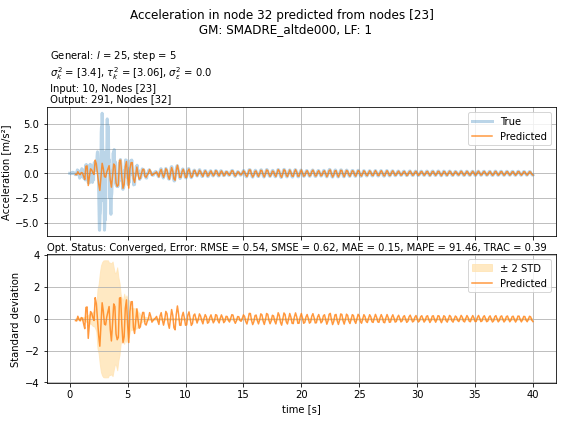 Acceleration in node 32 predicted from nodes [23]
GM: SMADRE_altde000, LF: 1
General: l = 25, step = 5
σ²ₖ = [3.4], τ²ₖ = [3.06], σ²ε = 0.0
Input: 10, Nodes [23]
Output: 291, Nodes [32]
Acceleration [m/s²]
5.0
2.5
0.0
−2.5
−5.0
True
Predicted
Opt. Status: Converged, Error: RMSE = 0.54, SMSE = 0.62, MAE = 0.15, MAPE = 91.46, TRAC = 0.39
Standard deviation
4
2
0
−2
−4
± 2 STD
Predicted
0 5 10 15 20 25 30 35 40
time [s]